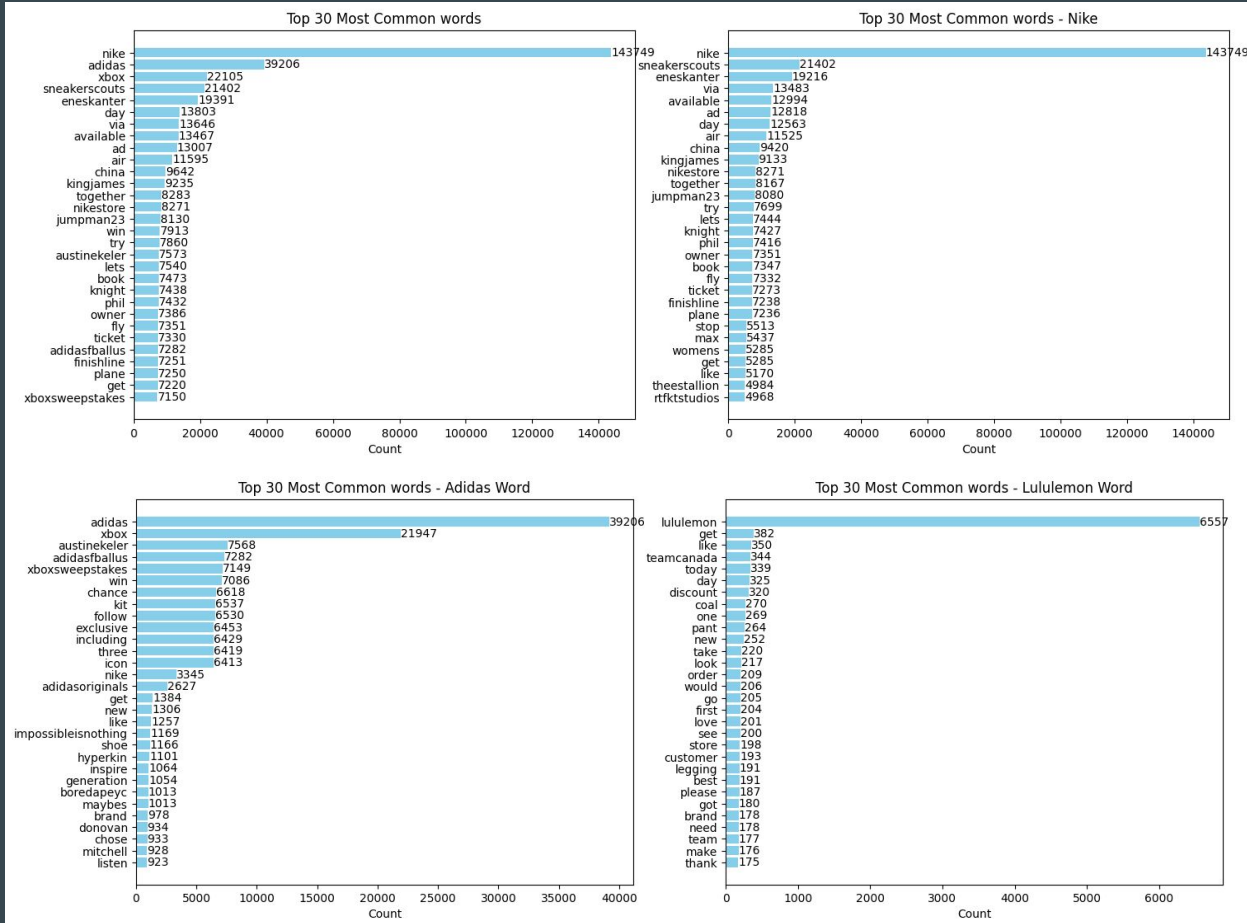 Top 30 Most Common words
nike 143749
adidas 39206
xbox 22105
sneakerscouts 21402
eneskanter 19391
day 13803
via 13646
available 13467
ad 13007
air 11595
china 9642
kingjames 9235
together 8283
nikestore 8271
jumpman23 8130
win 7913
try 7860
austinekeler 7573
lets 7540
book 7473
knight 7438
phil 7432
owner 7386
fly 7351
ticket 7330
adidasfballus 7282
finishline 7251
plane 7250
get 7220
xboxsweepstakes 7150
0 20000 40000 60000 80000 100000 120000 140000
Count
Top 30 Most Common words - Nike
nike 143749
sneakerscouts 21402
eneskanter 19216
via 13483
available 12994
ad 12818
day 12563
air 11525
china 9420
kingjames 9133
nikestore 8271
together 8167
jumpman23 8080
try 7699
lets 7444
knight 7427
phil 7416
owner 7351
book 7347
fly 7332
ticket 7273
finishline 7238
plane 7236
stop 5513
max 5437
womens 5285
get 5285
like 5170
theestallion 4984
rtfktstudios 4968
0 20000 40000 60000 80000 100000 120000 140000
Count
Top 30 Most Common words - Adidas Word
adidas 39206
xbox 21947
austinekeler 7568
adidasfballus 7282
xboxsweepstakes 7149
win 7086
chance 6618
kit 6537
follow 6530
exclusive 6453
including 6429
three 6419
icon 6413
nike 3345
adidasoriginals 2627
get 1384
new 1306
like 1257
impossibleisnothing 1169
shoe 1166
hyperkin 1101
inspire 1064
generation 1054
boredapeyc 1013
maybes 1013
brand 978
donovan 934
chose 933
mitchell 928
listen 923
0 5000 10000 15000 20000 25000 30000 35000 40000
Count
Top 30 Most Common words - Lululemon Word
lululemon 6557
get 382
like 350
teamcanada 344
today 339
day 325
discount 320
coal 270
one 269
pant 264
new 252
take 220
look 217
order 209
would 206
go 205
first 204
love 201
see 200
store 198
customer 193
legging 191
best 191
please 187
got 180
brand 178
need 178
team 177
make 176
thank 175
0 1000 2000 3000 4000 5000 6000
Count